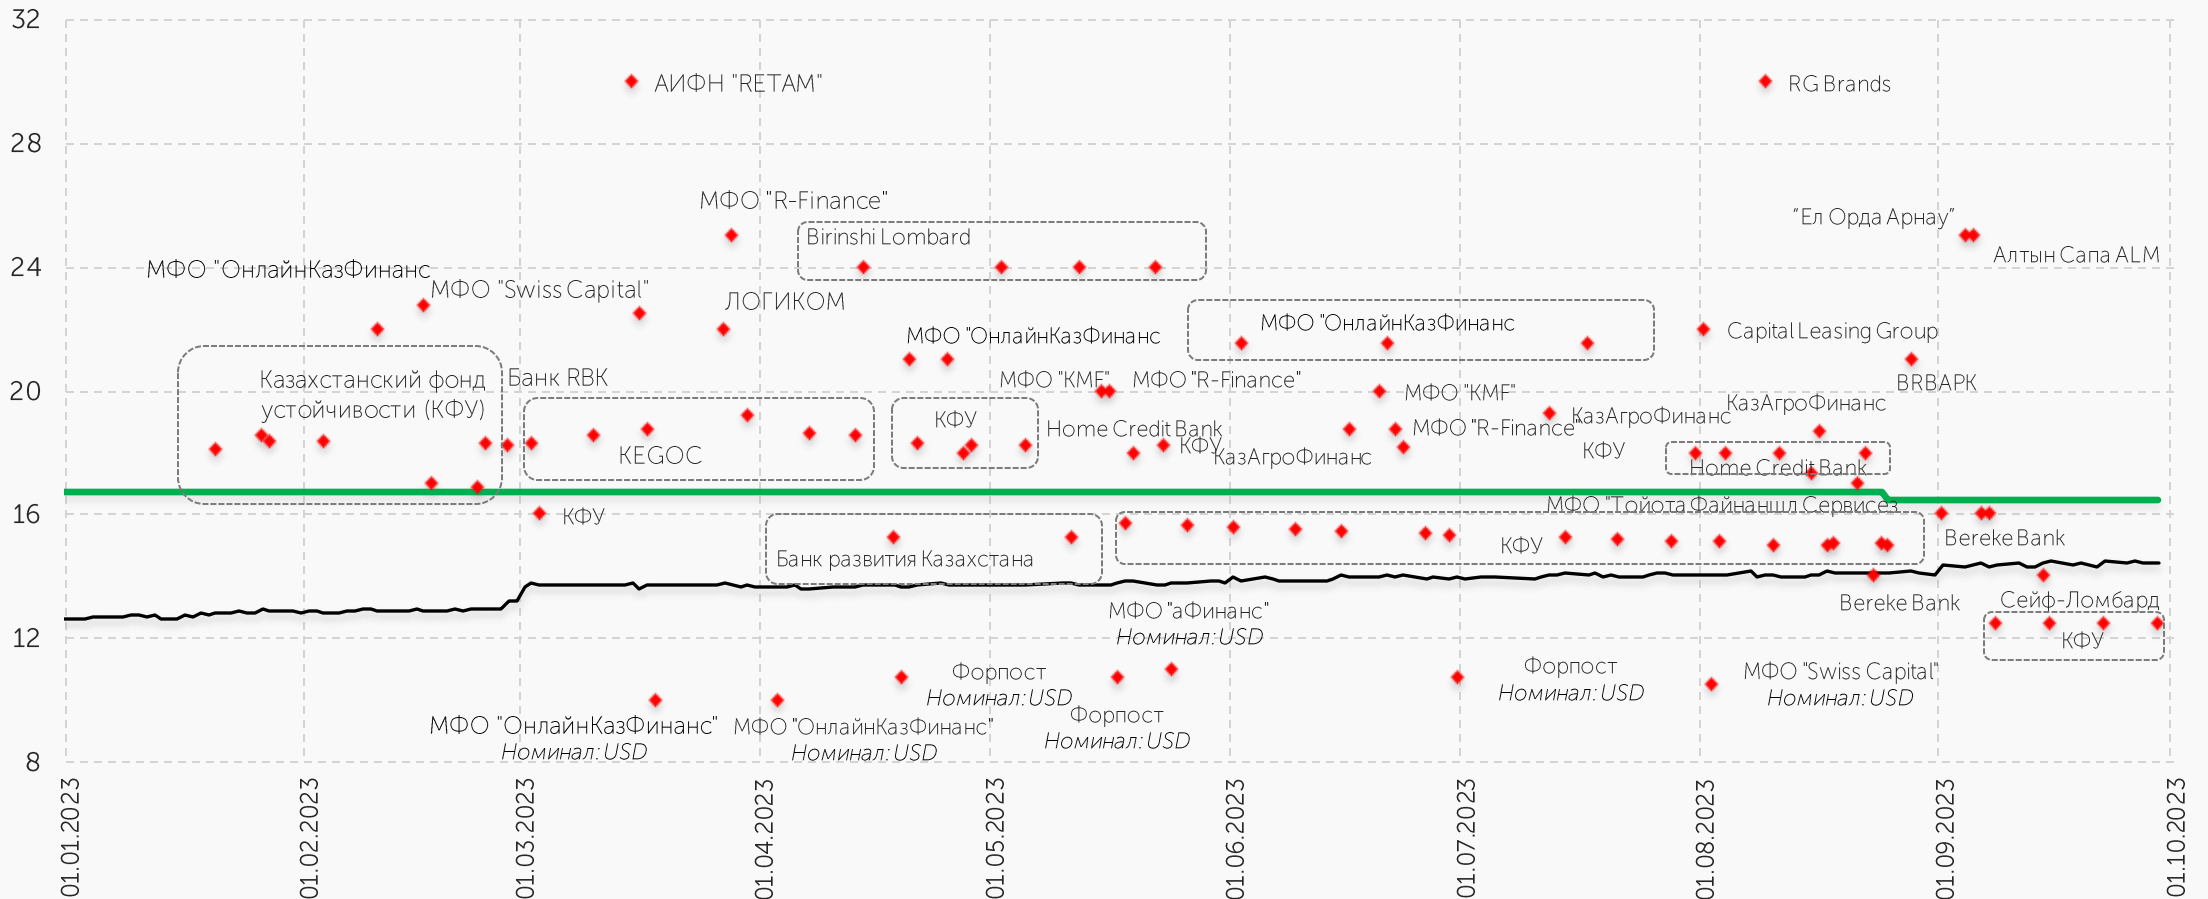 32
АИФН "RETAM"
RG Brands
28
МФО "R-Finance"
Birinshi Lombard
“Ел Орда Арнау”
Алтын Сапа ALM
24
МФО "ОнлайнКазФинанс
МФО "Swiss Capital"
ЛОГИКОМ
МФО "ОнлайнКазФинанс
МФО "ОнлайнКазФинанс
Capital Leasing Group
Казахстанский фонд
устойчивости (КФУ)
Банк RBK
МФО "KMF"
МФО "R-Finance"
BRBАРК
20
МФО "KMF"
КазАгроФинанс
КазАгроФинанс
КФУ
Home Credit Bank
МФО "R-Finance"
КФУ
КазАгроФинанс
КФУ
KEGOC
Home Credit Bank
МФО "Тойота Файнаншл Сервисез
16
КФУ
КФУ
Bereke Bank
Банк развития Казахстана
МФО "аФинанс"
Номинал: USD
Bereke Bank
Сейф-Ломбард
КФУ
12
Форпост
Номинал: USD
Форпост
Номинал: USD
МФО "Swiss Capital"
Номинал: USD
Форпост
Номинал: USD
МФО "ОнлайнКазФинанс"
Номинал: USD
МФО "ОнлайнКазФинанс"
Номинал: USD
8
01.01.2023
01.02.2023
01.03.2023
01.04.2023
01.05.2023
01.06.2023
01.07.2023
01.08.2023
01.09.2023
01.10.2023